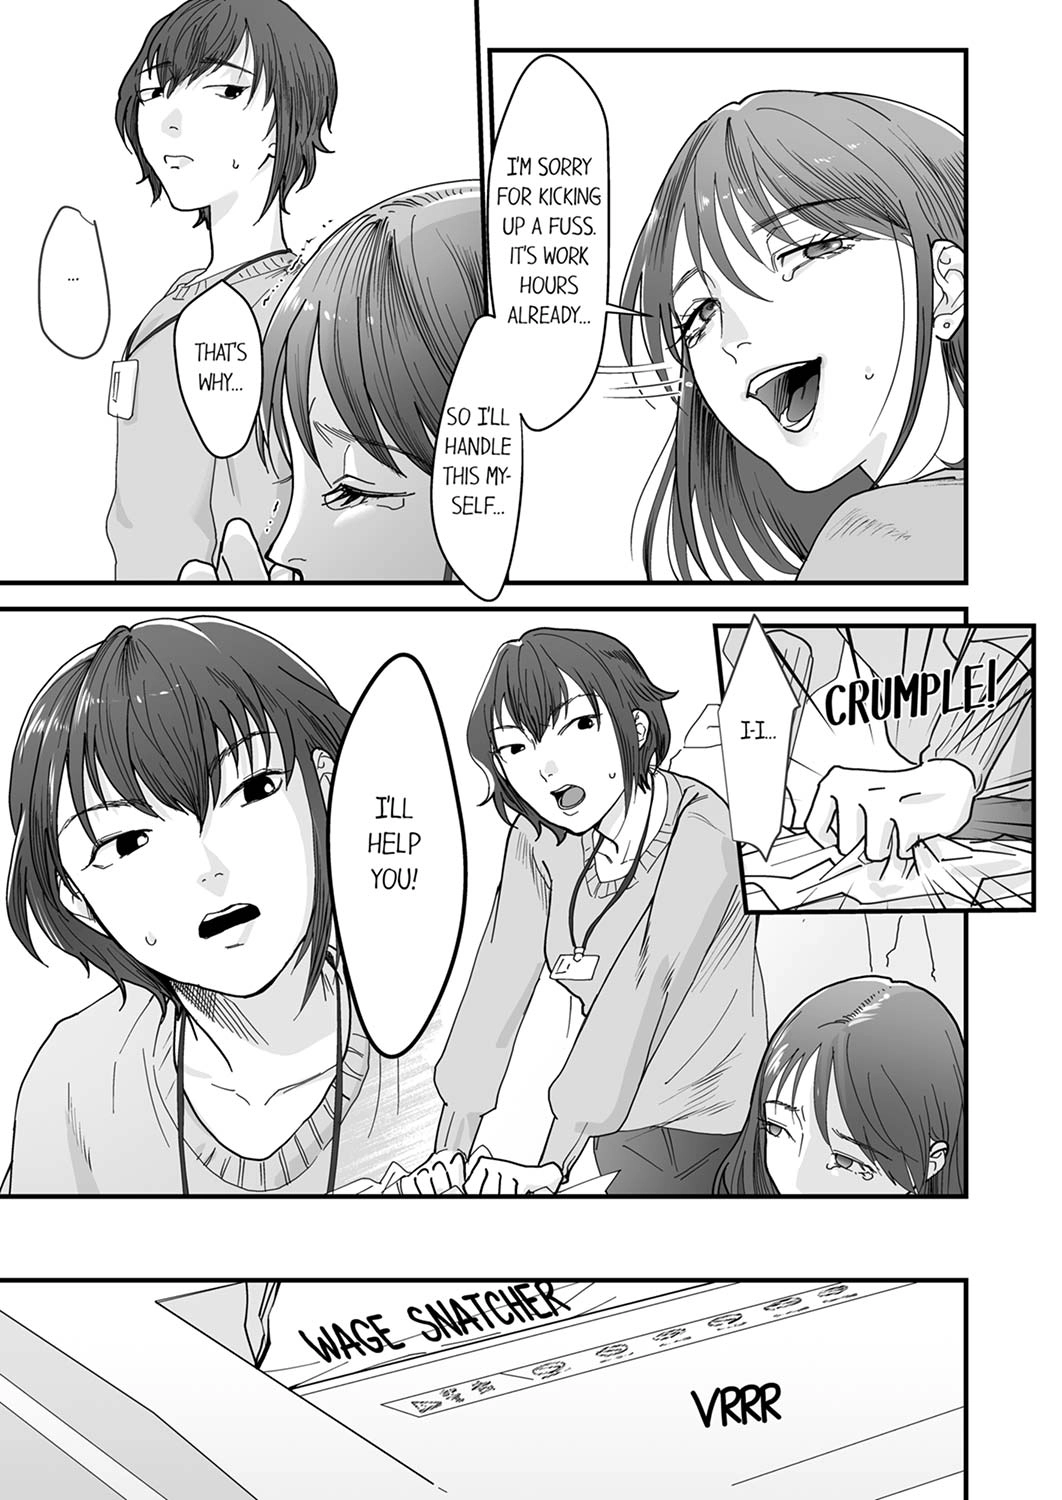 I'M SORRY
FOR KICKING
UP A FUSS.
IT'S WORK
HOURS
ALREADY...
SO I'LL
HANDLE
THIS MY-
SELF...
THAT'S
WHY...
...
I-I...
CRUMPLE!
I'LL
HELP
YOU!
WAGE SNATCHER
VRRR